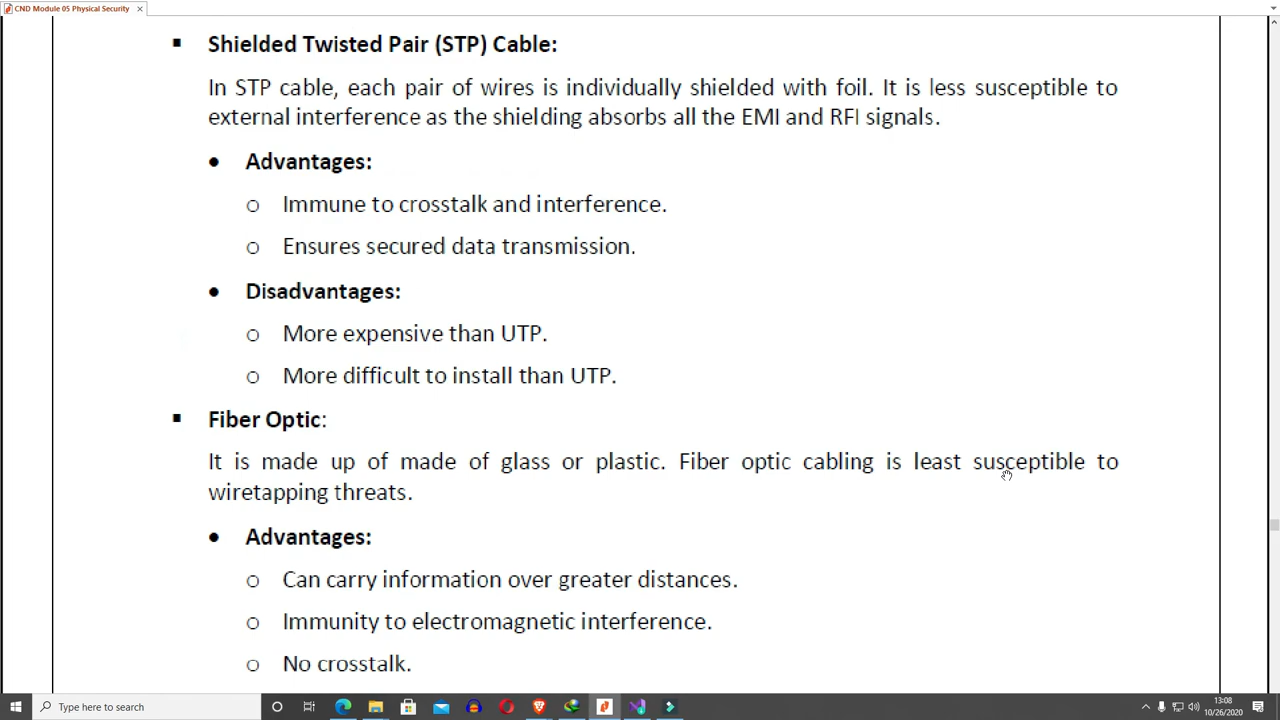 CND Module 05 Physical Security
Shielded Twisted Pair (STP) Cable:
In STP cable, each pair of wires is individually shielded with foil. It is less susceptible to
external interference as the shielding absorbs all the EMI and RFI signals.
Advantages:
Immune to crosstalk and interference.
Ensures secured data transmission.
Disadvantages:
More expensive than UTP.
More difficult to install than UTP.
Fiber Optic:
It is made up of made of glass or plastic. Fiber optic cabling is least susceptible to
wiretapping threats.
Advantages:
Can carry information over greater distances.
Immunity to electromagnetic interference.
No crosstalk.
Type here to search
13:08
10/26/2020